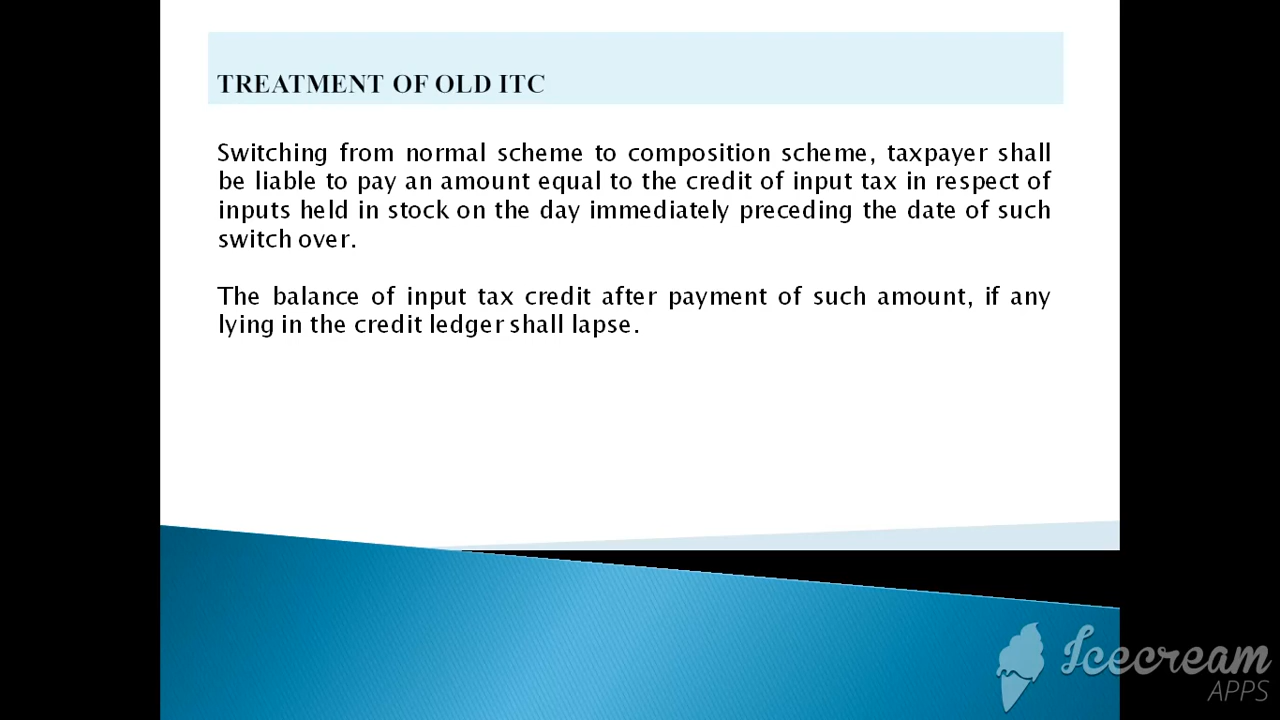 TREATMENT OF OLD ITC
Switching from normal scheme to composition scheme, taxpayer shall
be liable to pay an amount equal to the credit of input tax in respect of
inputs held in stock on the day immediately preceding the date of such
switch over.
The balance of input tax credit after payment of such amount, if any
lying in the credit ledger shall lapse.
Icecream
APPS